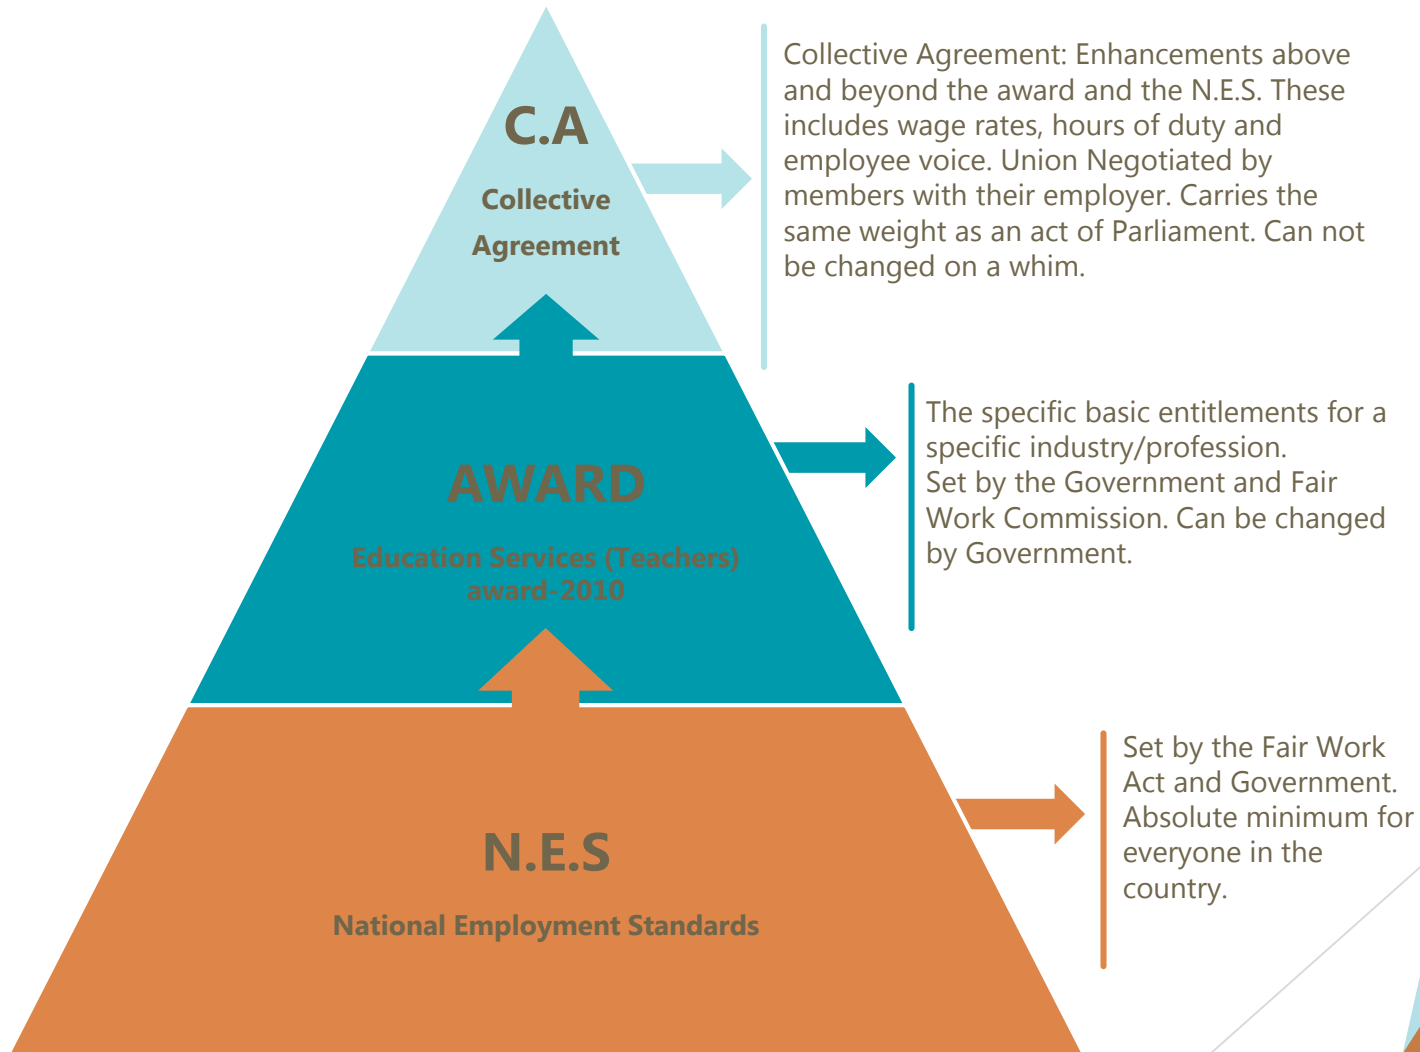 C.A
Collective
Agreement
Collective Agreement: Enhancements above
and beyond the award and the N.E.S. These
includes wage rates, hours of duty and
employee voice. Union Negotiated by
members with their employer. Carries the
same weight as an act of Parliament. Can not
be changed on a whim.
AWARD
Education Services (Teachers)
award-2010
The specific basic entitlements for a
specific industry/profession.
Set by the Government and Fair
Work Commission. Can be changed
by Government.
N.E.S
National Employment Standards
Set by the Fair Work
Act and Government.
Absolute minimum for
everyone in the
country.